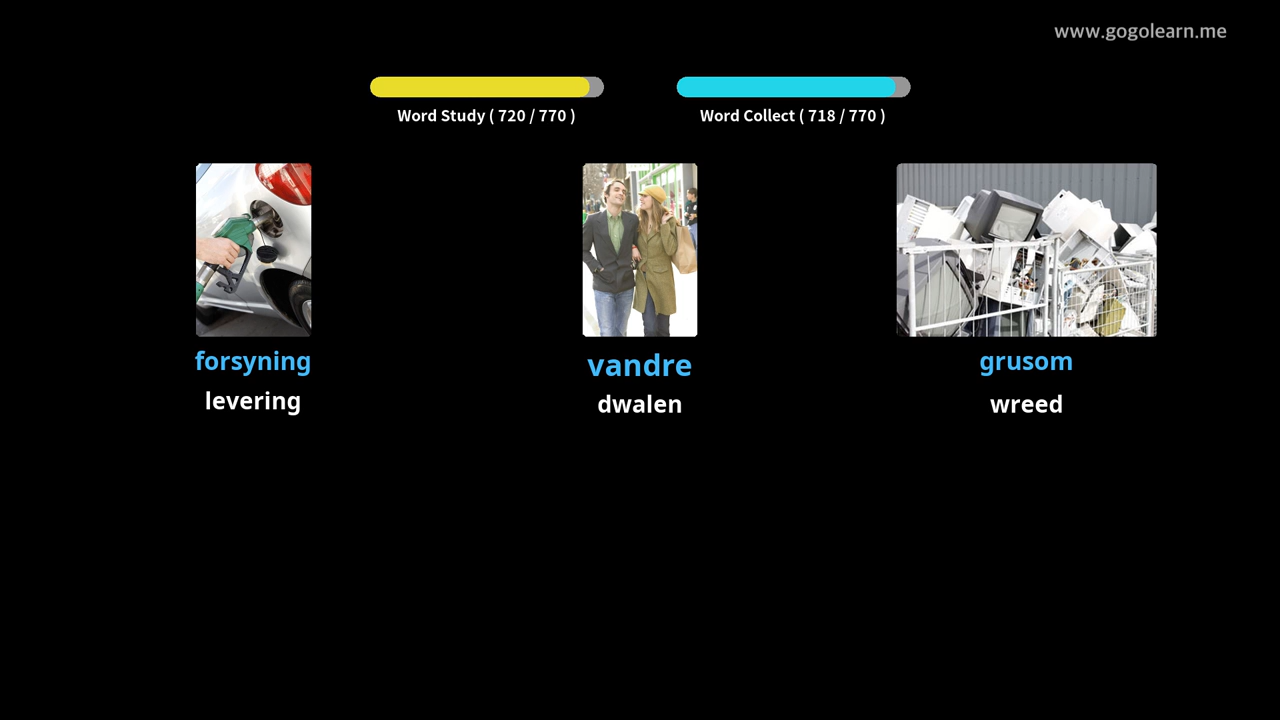 www.gogolearn.me
Word Study ( 720 / 770 )
Word Collect ( 718 / 770 )
forsyning
vandre
grusom
levering
dwalen
wreed